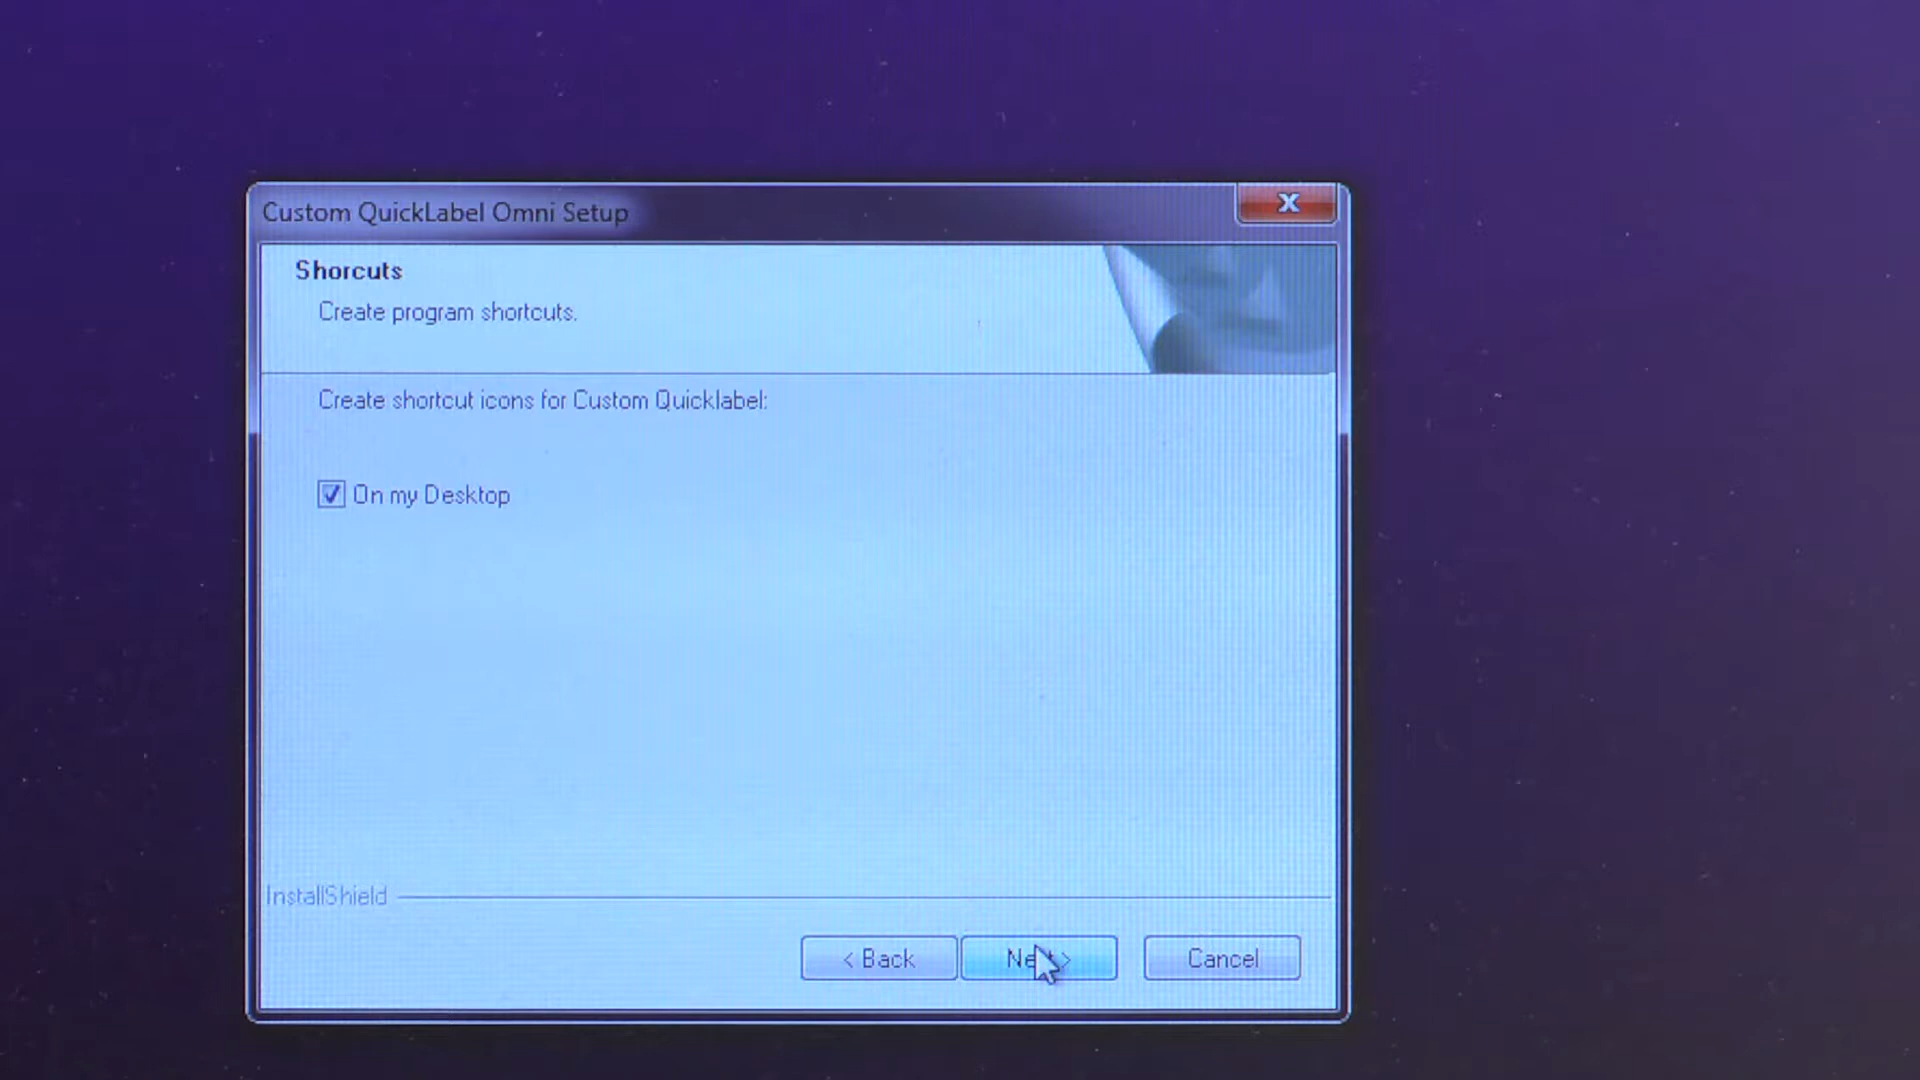 Custom QuickLabel Omni Setup
X
Shorcuts
Create program shortcuts.
Create shortcut icons for Custom Quicklabel:
On my Desktop
InstallShield
< Back
Cancel